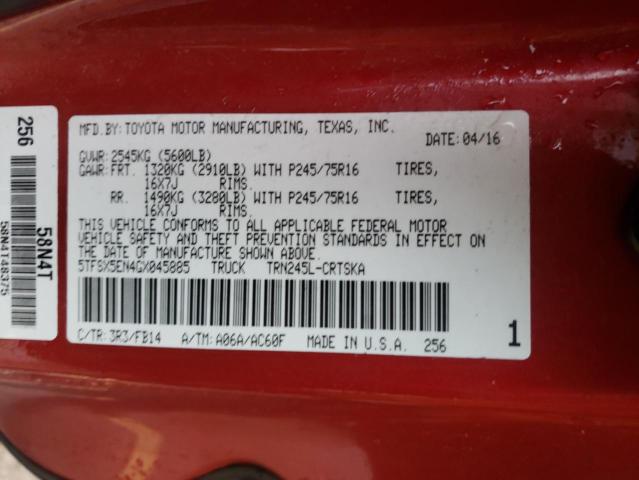 MFD.BY:TOYOTA MOTOR MANUFACTURING, TEXAS, INC.
DATE:04/16
GVWR:2545KG (5600LB)
GAWR:FRT. 1320KG (2910LB) WITH P245/75R16 TIRES,
16X7J RIMS.
RR. 1490KG (3280LB) WITH P245/75R16 TIRES,
16X7J RIMS.
THIS VEHICLE CONFORMS TO ALL APPLICABLE FEDERAL MOTOR
VEHICLE SAFETY AND THEFT PREVENTION STANDARDS IN EFFECT ON
THE DATE OF MANUFACTURE SHOWN ABOVE.
5TFSX5EN4GX045885 TRUCK TRN245L-CRTSKA
C/TR:3R3/FB14 A/TM:A06A/AC60F MADE IN U.S.A. 256
1
256
58N4T
58N4T48375